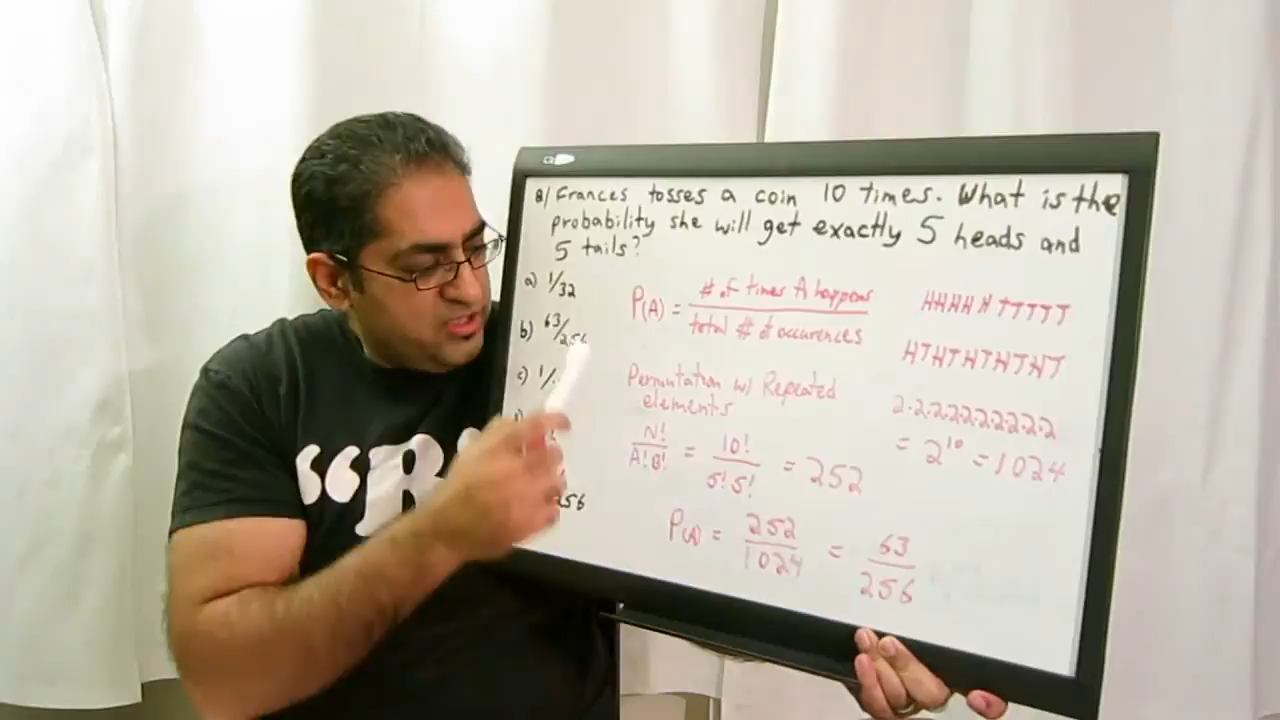 8) Frances tosses a coin 10 times. What is the
probability she will get exactly 5 heads and
5 tails?
a) 1/32
b) 63/256
c) 1/
256
P(A) = # of times A happens / total # of occurences
Permutation w/ Repeated
elements
N!/A!B! = 10!/5!5! = 252
P(A) = 252/1024 = 63/256
HHHHHTTTTT
HTHTHTHTHT
2·2·2·2·2·2·2·2·2·2
= 2^10 = 1024
“B